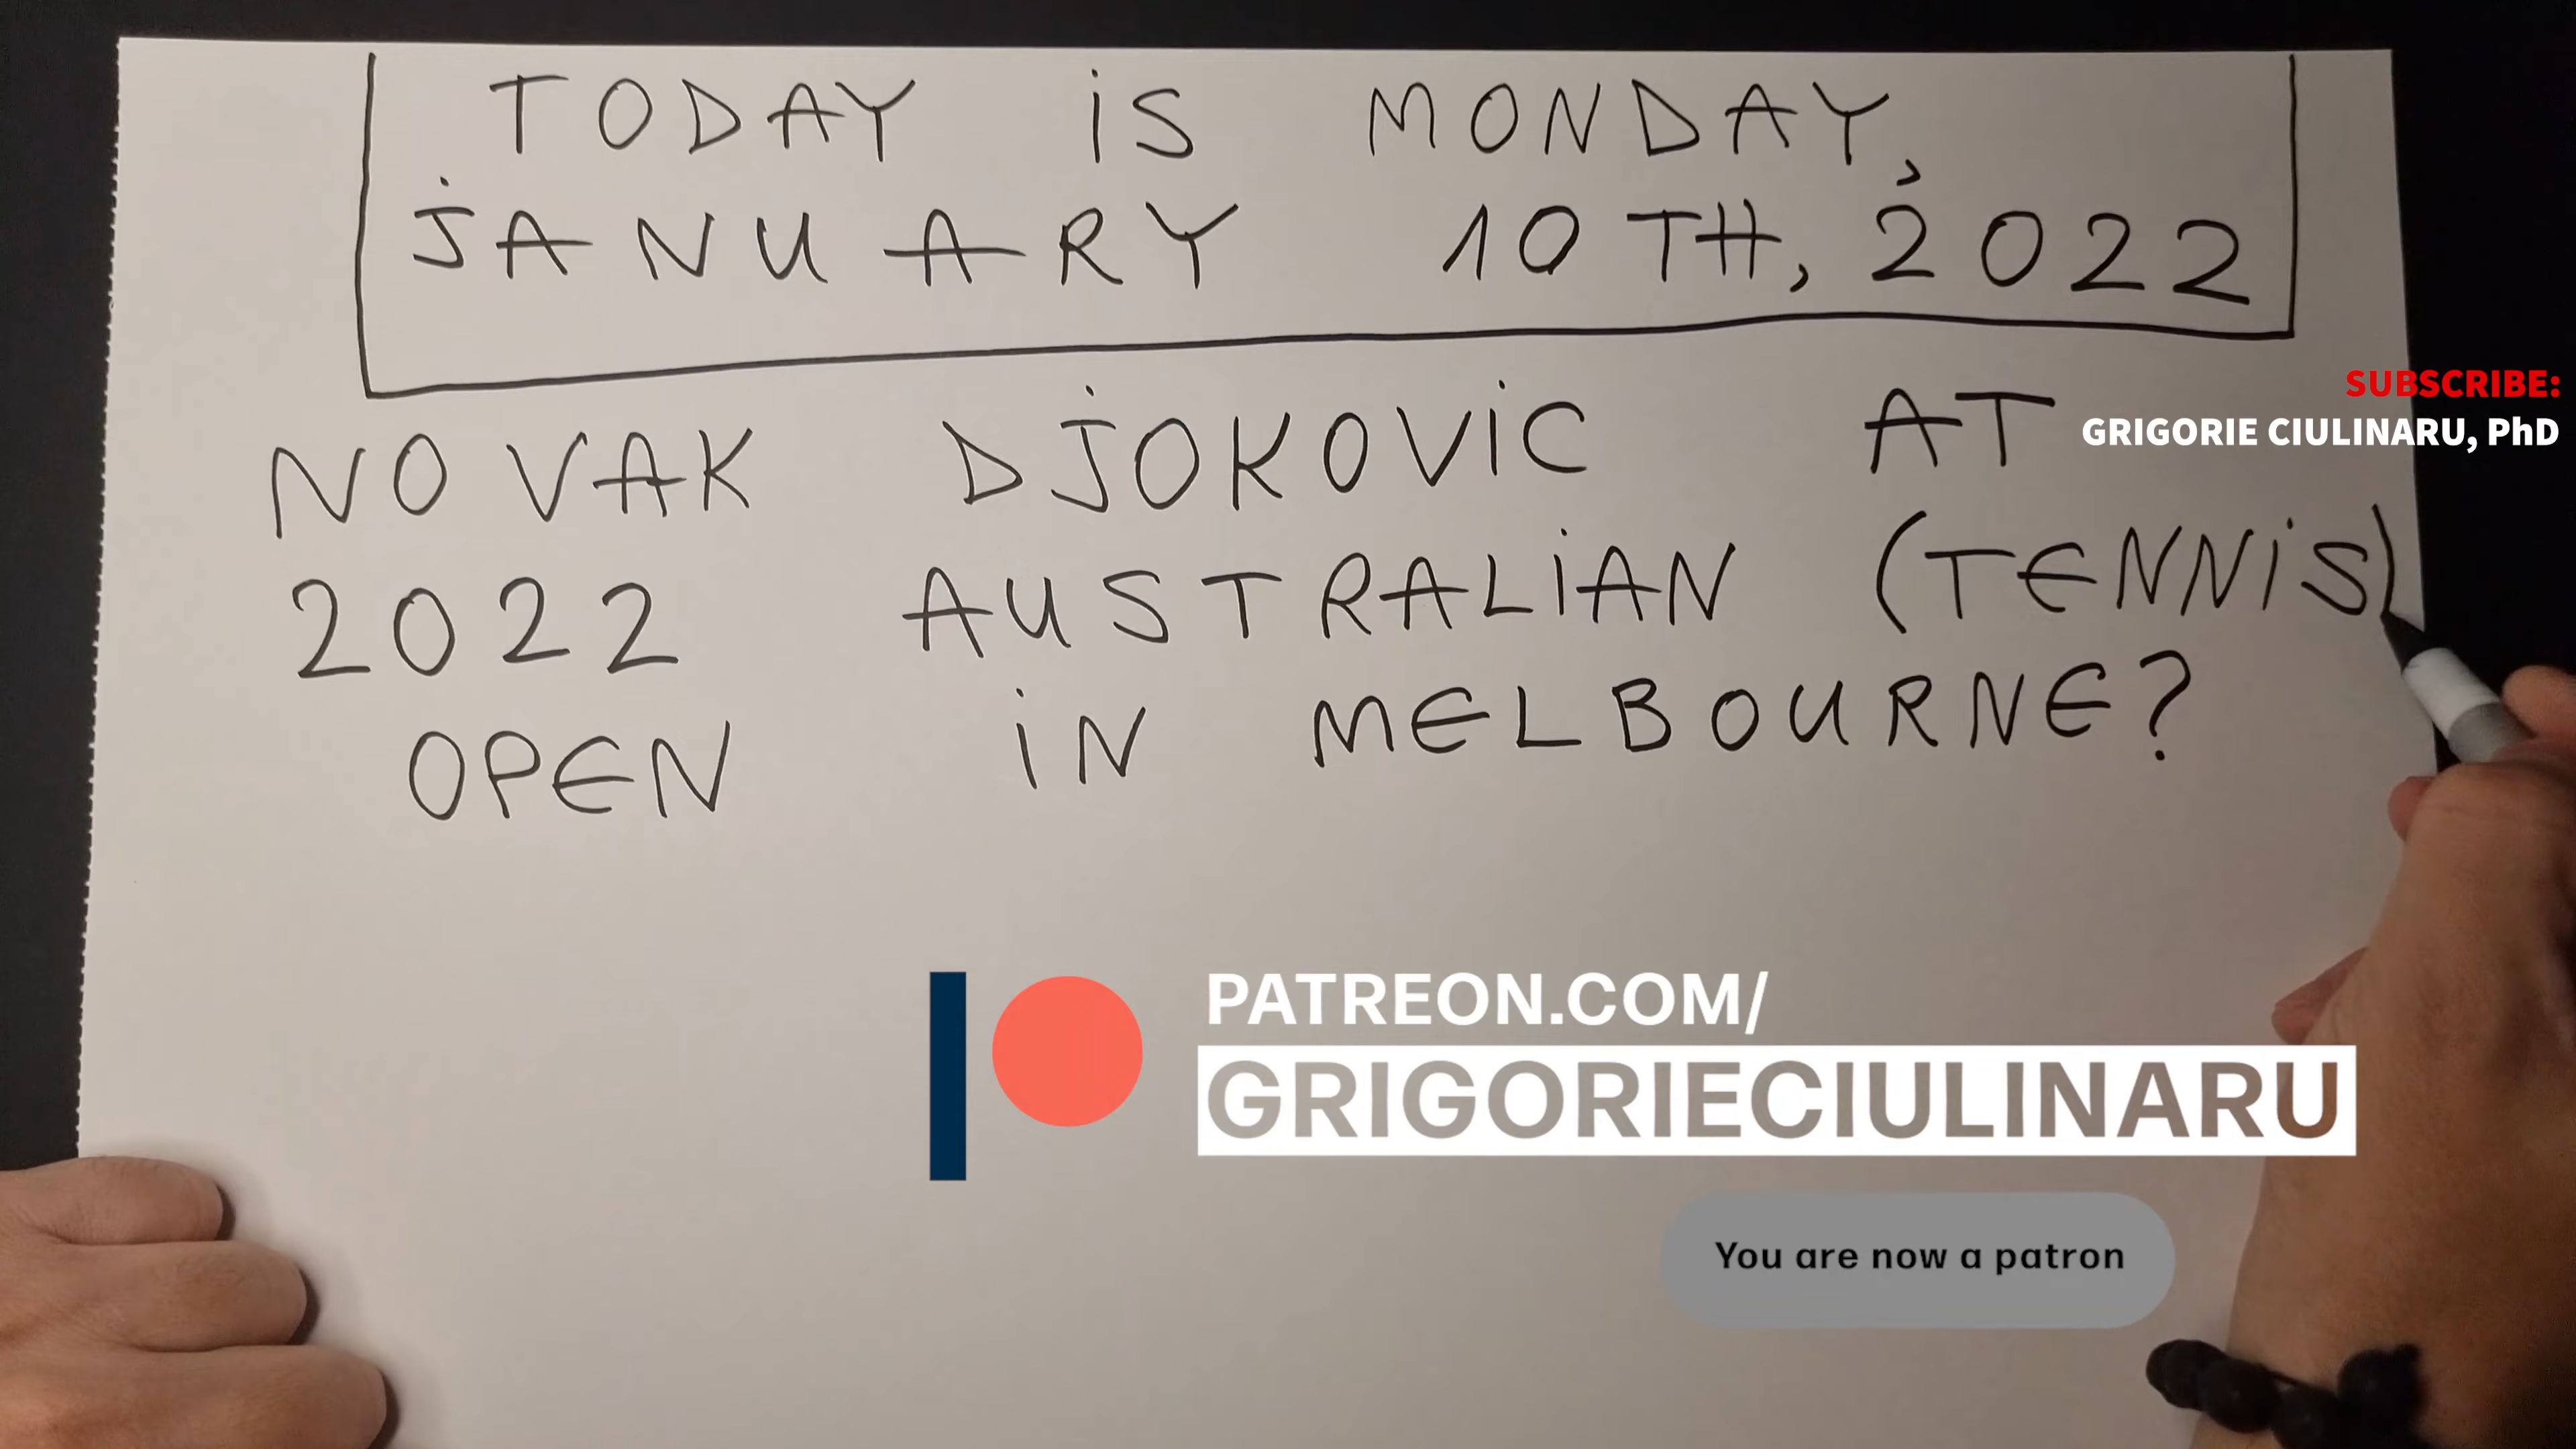 TODAY iS MONDAY,
jANUARY 10TH, 2022
NOVAK DjOKOViC AT
2022 AUSTRALiAN (TENNiS)
OPEN iN MELBOURNE?
SUBSCRIBE:
GRIGORIE CIULINARU, PhD
PATREON.COM/
GRIGORIECIULINARU
You are now a patron